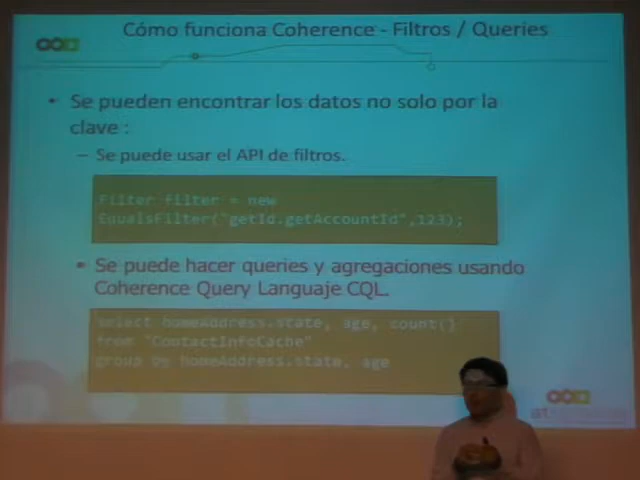 Cómo funciona Coherence - Filtros / Queries
• Se pueden encontrar los datos no solo por la
clave :
– Se puede usar el API de filtros.
Filter filter = new
EqualsFilter("getId.getAccountId",123);
▪ Se puede hacer queries y agregaciones usando
Coherence Query Languaje CQL.
select homeAddress.state, age, count()
from "ContactInfoCache"
group by homeAddress.state, age